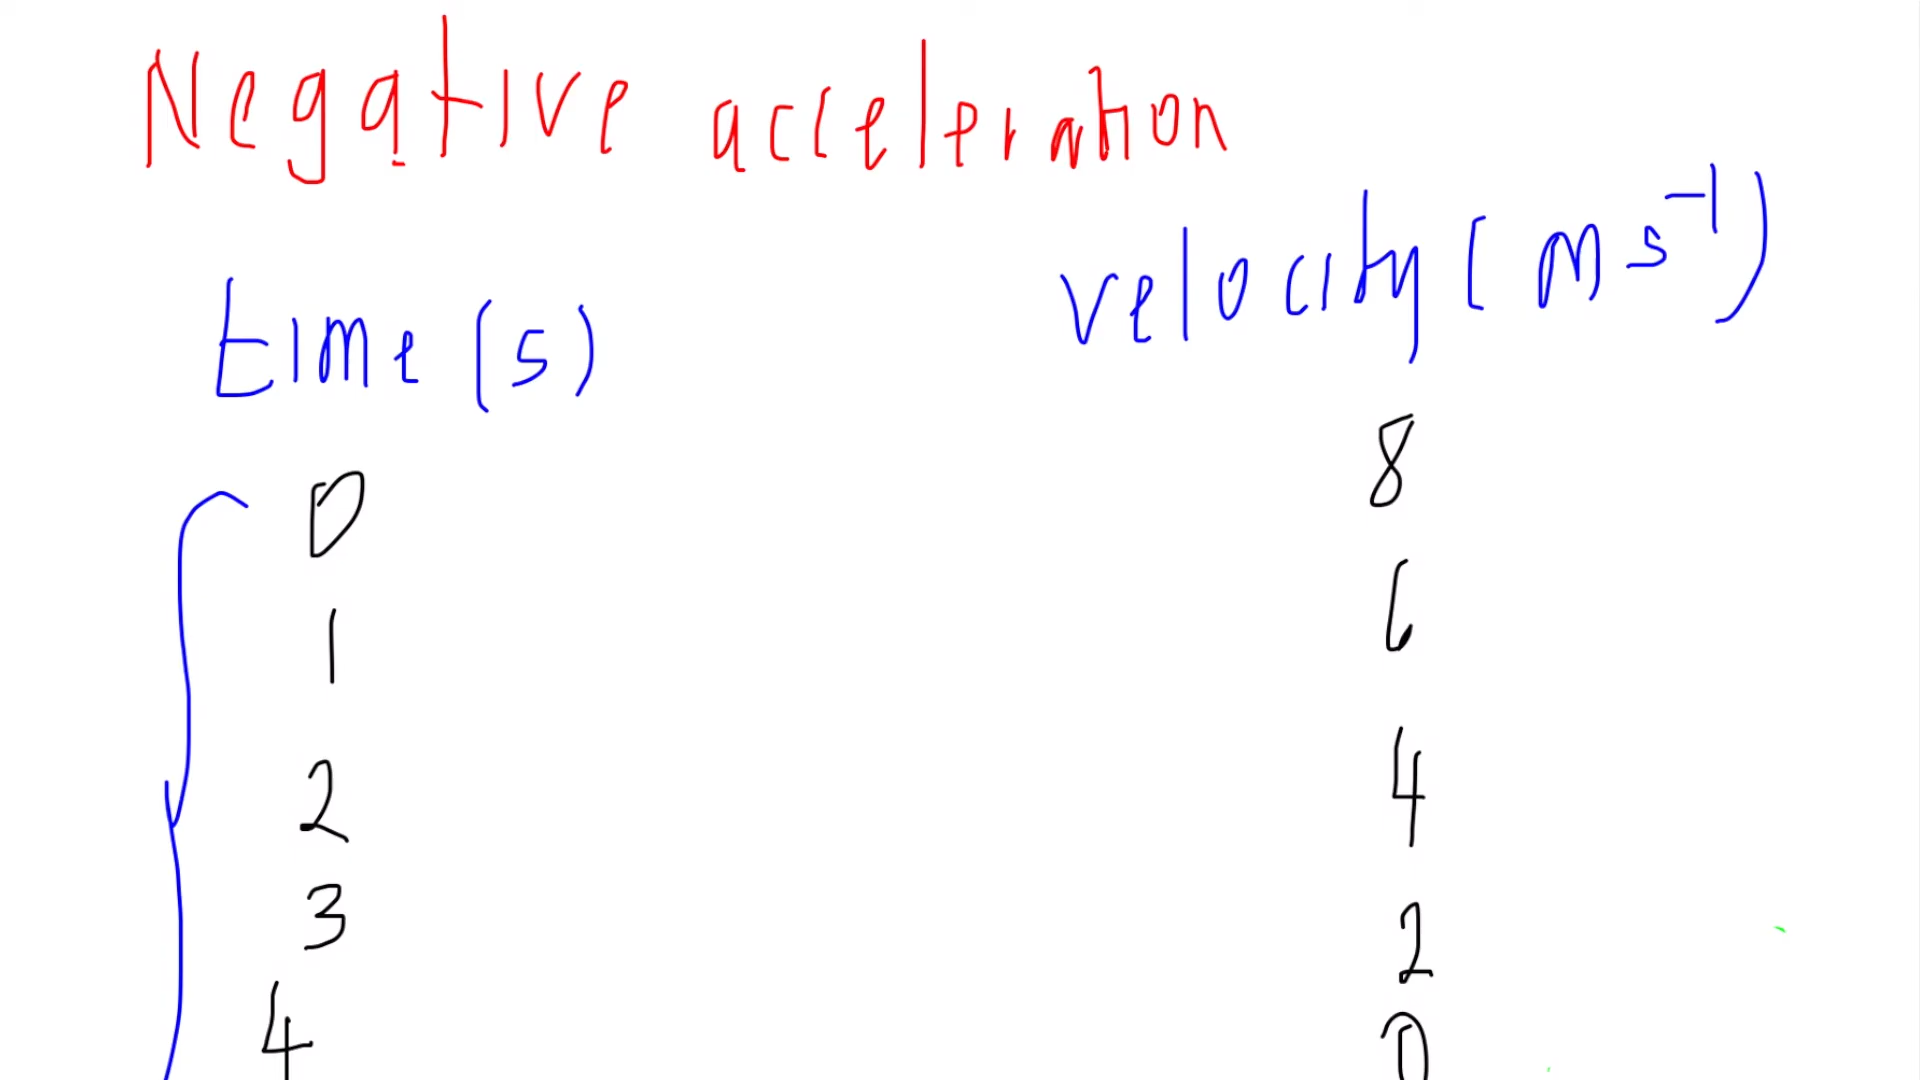 Negative acceleration
time (s) velocity (ms⁻¹)
0 8
1 6
2 4
3 2
4 0